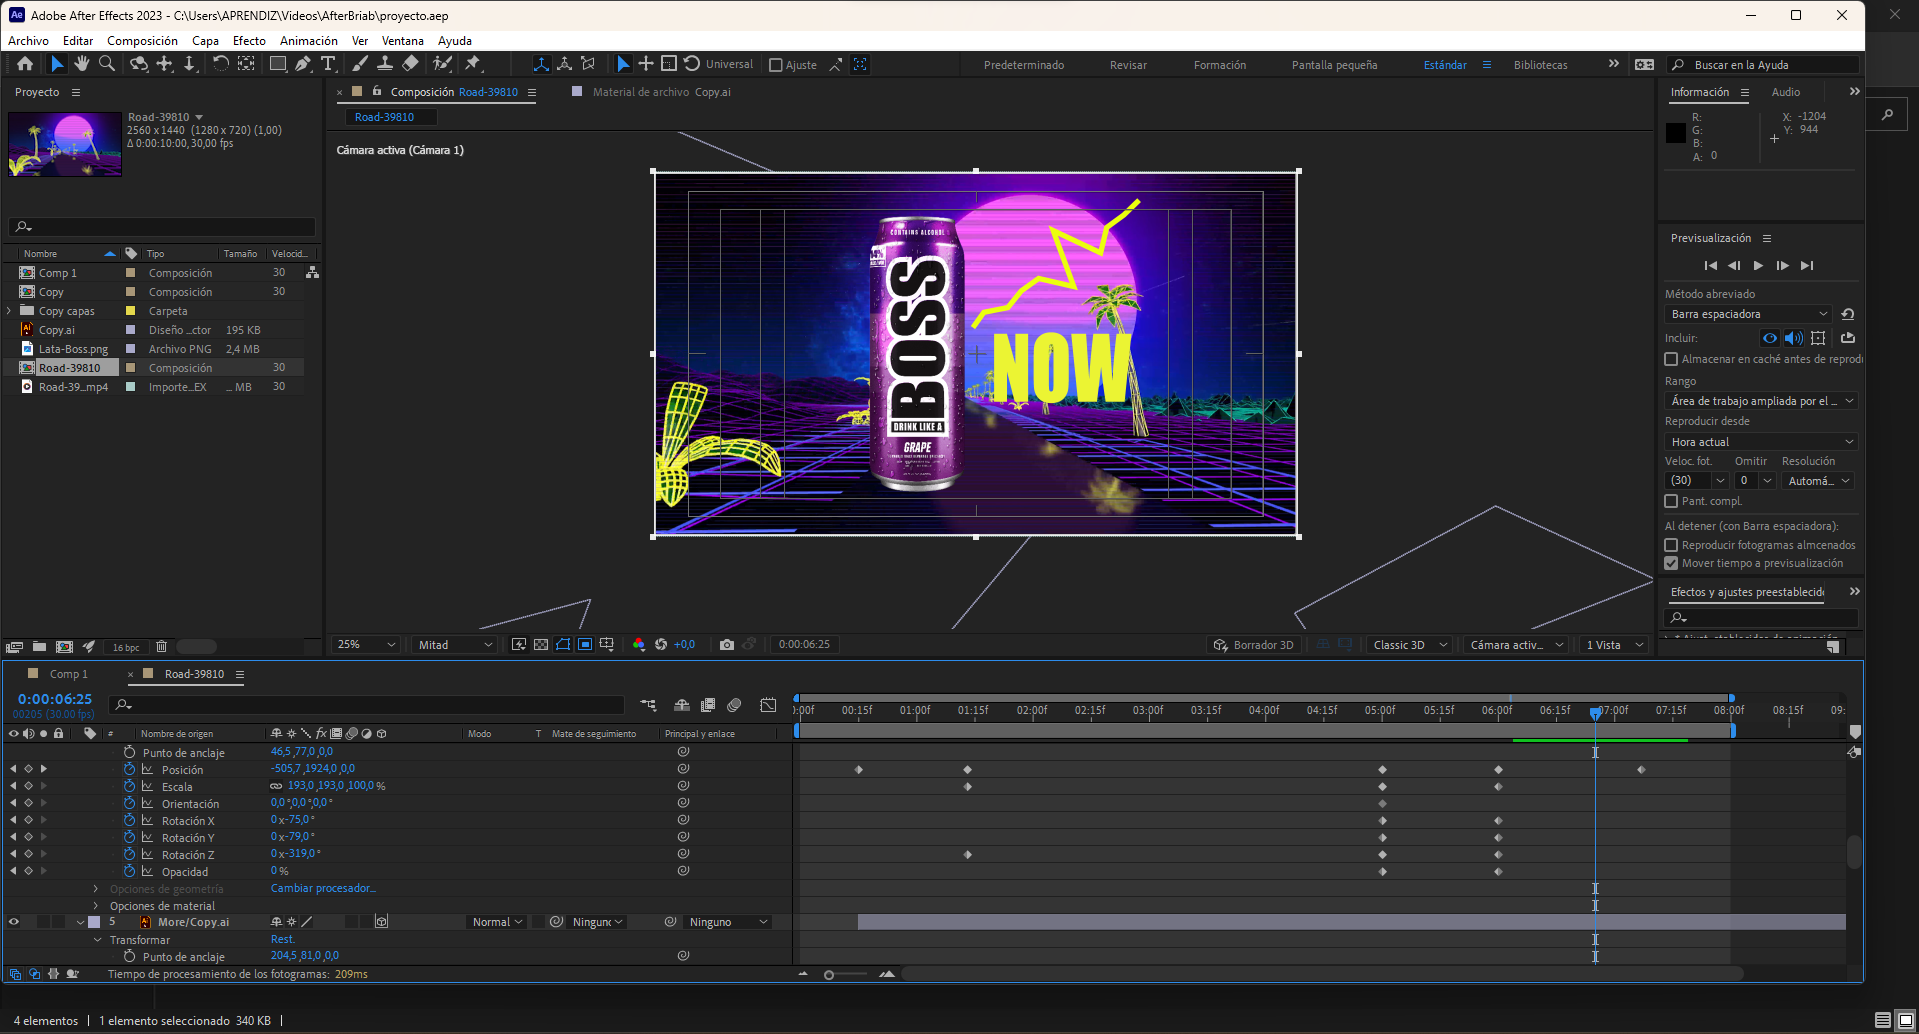 Adobe After Effects 2023 - C:\Users\APRENDIZ\Videos\AfterBriab\proyecto.aep
Archivo Editar Composición Capa Efecto Animación Ver Ventana Ayuda
Universal Ajuste Predeterminado Revisar Formación Pantalla pequeña Estándar Bibliotecas Buscar en la Ayuda
Proyecto
Road-39810
2560 x 1440 (1280 x 720) (1,00)
Δ 0:00:10:00, 30,00 fps
Nombre Tipo Tamaño Velocid...
Comp 1 Composición 30
Copy Composición 30
Copy capas Carpeta
Copy.ai Diseño ...ctor 195 KB
Lata-Boss.png Archivo PNG 2,4 MB
Road-39810 Composición 30
Road-39...mp4 Importe...EX ... MB 30
16 bpc
Composición Road-39810 Material de archivo Copy.ai
Road-39810
Cámara activa (Cámara 1)
CONTAINS ALCOHOL
BOSS
DRINK LIKE A
GRAPE
NOW
25% Mitad +0,0 0:00:06:25 Borrador 3D Classic 3D Cámara activ... 1 Vista
Información Audio
R: X: -1204
G: Y: 944
B:
A: 0
Previsualización
Método abreviado
Barra espaciadora
Incluir:
Almacenar en caché antes de reprodu
Rango
Área de trabajo ampliada por el ...
Reproducir desde
Hora actual
Veloc. fot. Omitir Resolución
(30) 0 Automá...
Pant. compl.
Al detener (con Barra espaciadora):
Reproducir fotogramas almcenados
Mover tiempo a previsualización
Efectos y ajustes preestablecido
Comp 1 Road-39810
0:00:06:25
00205 (30.00 fps)
:00f 00:15f 01:00f 01:15f 02:00f 02:15f 03:00f 03:15f 04:00f 04:15f 05:00f 05:15f 06:00f 06:15f 07:00f 07:15f 08:00f 08:15f 09:
# Nombre de origen fx Modo T Mate de seguimiento Principal y enlace
Punto de anclaje 46,5,77,0,0,0
Posición -505,7,1924,0,0,0
Escala 193,0,193,0,100,0 %
Orientación 0,0°,0,0°,0,0°
Rotación X 0 x-75,0°
Rotación Y 0 x-79,0°
Rotación Z 0 x-319,0°
Opacidad 0 %
Opciones de geometría Cambiar procesador...
Opciones de material
5 More/Copy.ai Normal Ninguno Ninguno
Transformar Rest.
Punto de anclaje 204,5,81,0,0,0
Tiempo de procesamiento de los fotogramas: 209ms
4 elementos 1 elemento seleccionado 340 KB